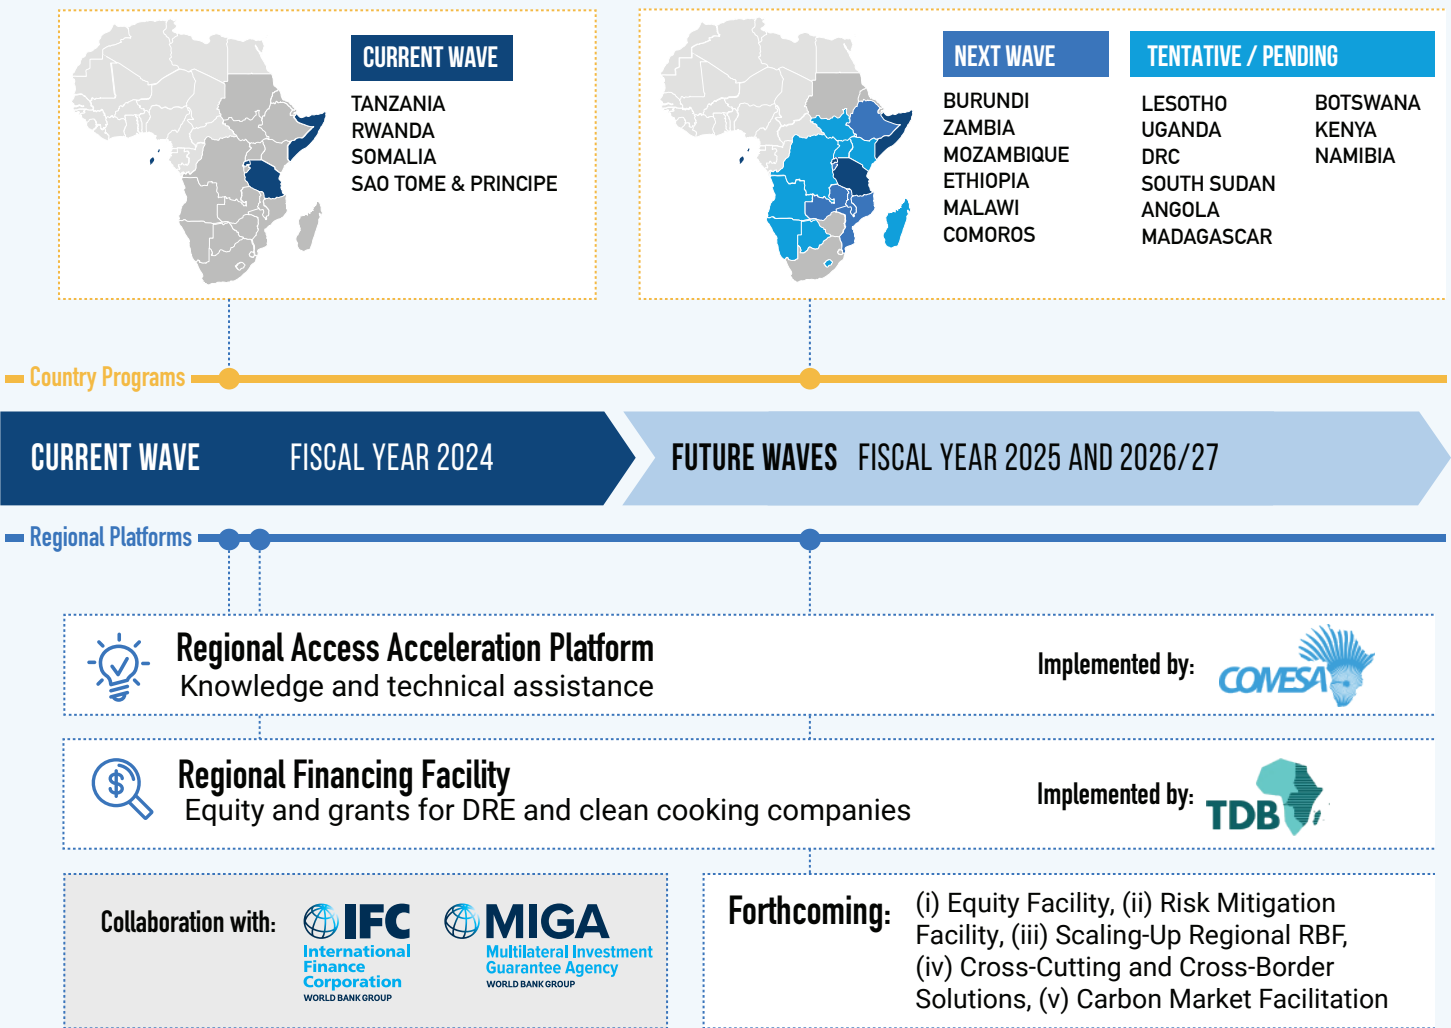 CURRENT WAVE
TANZANIA
RWANDA
SOMALIA
SAO TOME & PRINCIPE
NEXT WAVE
BURUNDI
ZAMBIA
MOZAMBIQUE
ETHIOPIA
MALAWI
COMOROS
TENTATIVE / PENDING
LESOTHO
UGANDA
DRC
SOUTH SUDAN
ANGOLA
MADAGASCAR
BOTSWANA
KENYA
NAMIBIA
Country Programs
CURRENT WAVE FISCAL YEAR 2024
FUTURE WAVES FISCAL YEAR 2025 AND 2026/27
Regional Platforms
Regional Access Acceleration Platform
Knowledge and technical assistance
Implemented by:
COMESA
$
Regional Financing Facility
Equity and grants for DRE and clean cooking companies
Implemented by:
TDB
Collaboration with:
IFC
International
Finance
Corporation
WORLD BANK GROUP
MIGA
Multilateral Investment
Guarantee Agency
WORLD BANK GROUP
Forthcoming:
(i) Equity Facility, (ii) Risk Mitigation
Facility, (iii) Scaling-Up Regional RBF,
(iv) Cross-Cutting and Cross-Border
Solutions, (v) Carbon Market Facilitation